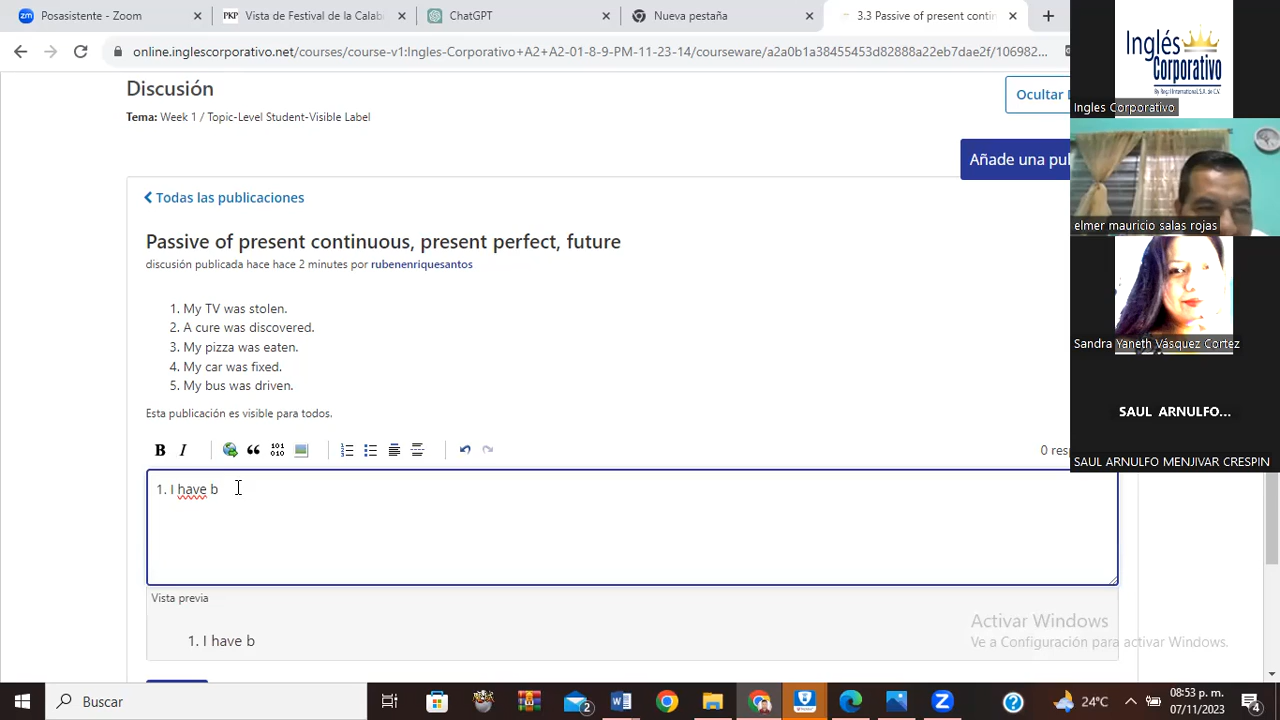 Posasistente - Zoom
PKP
Vista de Festival de la Calab
ChatGPT
Nueva pestaña
3.3 Passive of present contin
online.inglescorporativo.net/courses/course-v1:Ingles-Corporativo+A2+A2-01-8-9-PM-11-23-14/courseware/a2a0b1a38455453d82888a22eb7dae2f/106982...
Discusión
Ocultar D
Tema: Week 1 / Topic-Level Student-Visible Label
Añade una pul
Todas las publicaciones
Passive of present continuous, present perfect, future
discusión publicada hace hace 2 minutes por rubenenriquesantos
1. My TV was stolen.
2. A cure was discovered.
3. My pizza was eaten.
4. My car was fixed.
5. My bus was driven.
Esta publicación es visible para todos.
B I
101
010
0 resp
1. I have b
Vista previa
1. I have b
Activar Windows
Ve a Configuración para activar Windows.
Inglés
Corporativo
Ingles Corporativo
elmer mauricio salas rojas
Sandra Yaneth Vásquez Cortez
SAUL ARNULFO...
SAUL ARNULFO MENJIVAR CRESPIN
Buscar
2
24°C
08:53 p. m.
07/11/2023
4